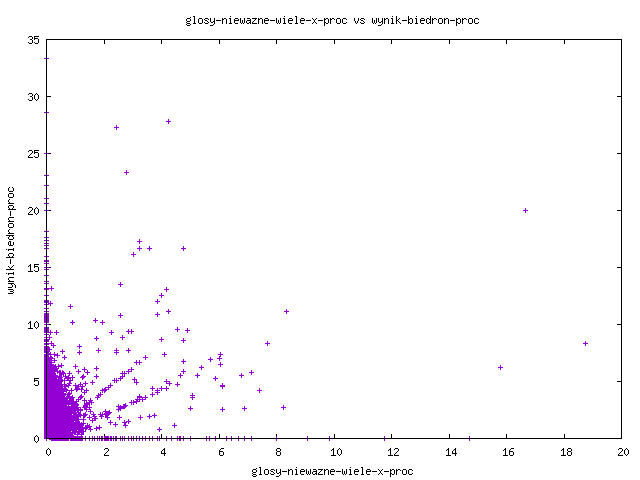 glosy-niewazne-wiele-x-proc vs wynik-biedron-proc
35
30
25
20
15
10
5
0
wynik-biedron-proc
0 2 4 6 8 10 12 14 16 18 20
glosy-niewazne-wiele-x-proc